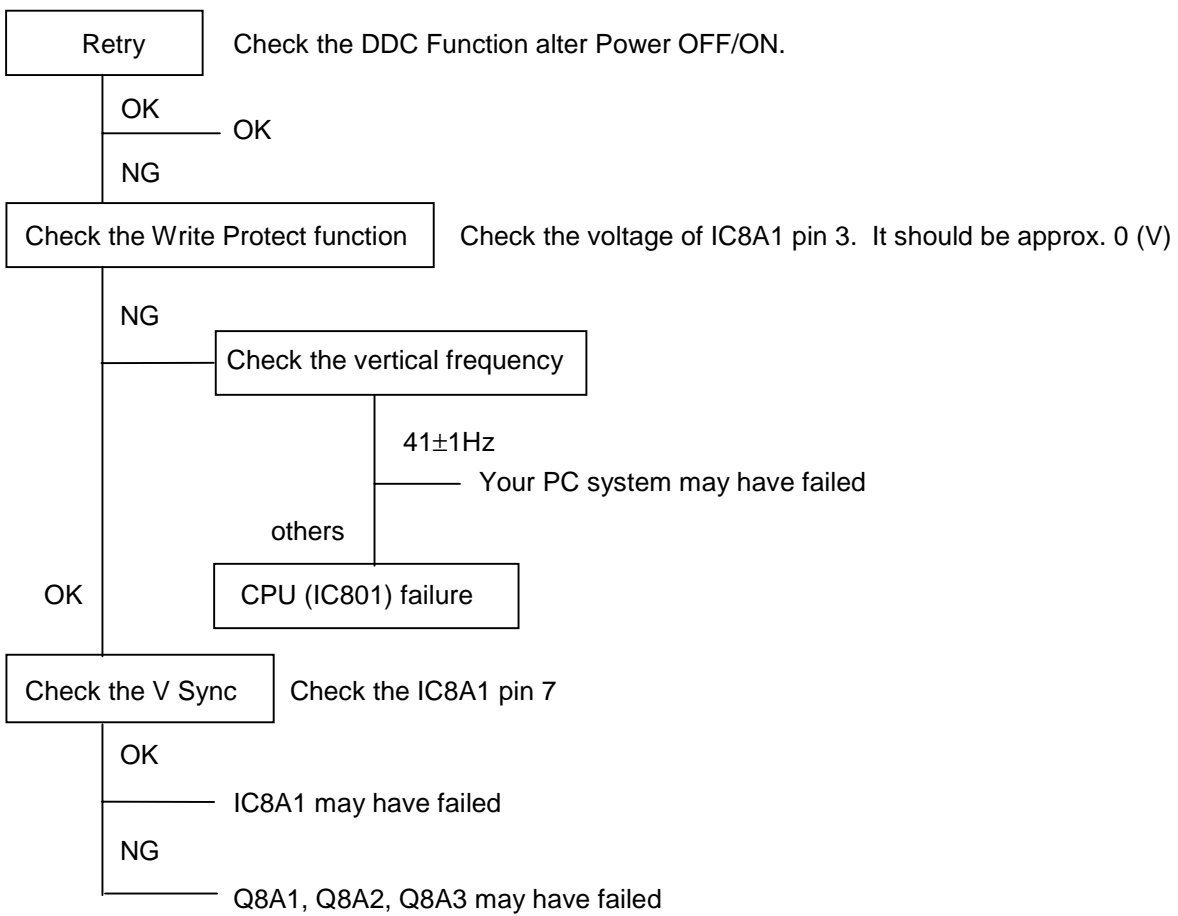 Retry
Check the DDC Function alter Power OFF/ON.
OK
OK
NG
Check the Write Protect function
Check the voltage of IC8A1 pin 3. It should be approx. 0 (V)
NG
Check the vertical frequency
41±1Hz
Your PC system may have failed
others
OK
CPU (IC801) failure
Check the V Sync
Check the IC8A1 pin 7
OK
IC8A1 may have failed
NG
Q8A1, Q8A2, Q8A3 may have failed